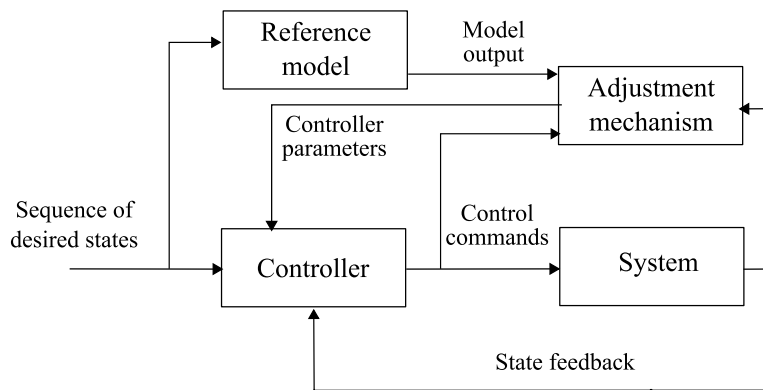 Reference
model
Model
output
Adjustment
mechanism
Controller
parameters
Sequence of
desired states
Controller
Control
commands
System
State feedback